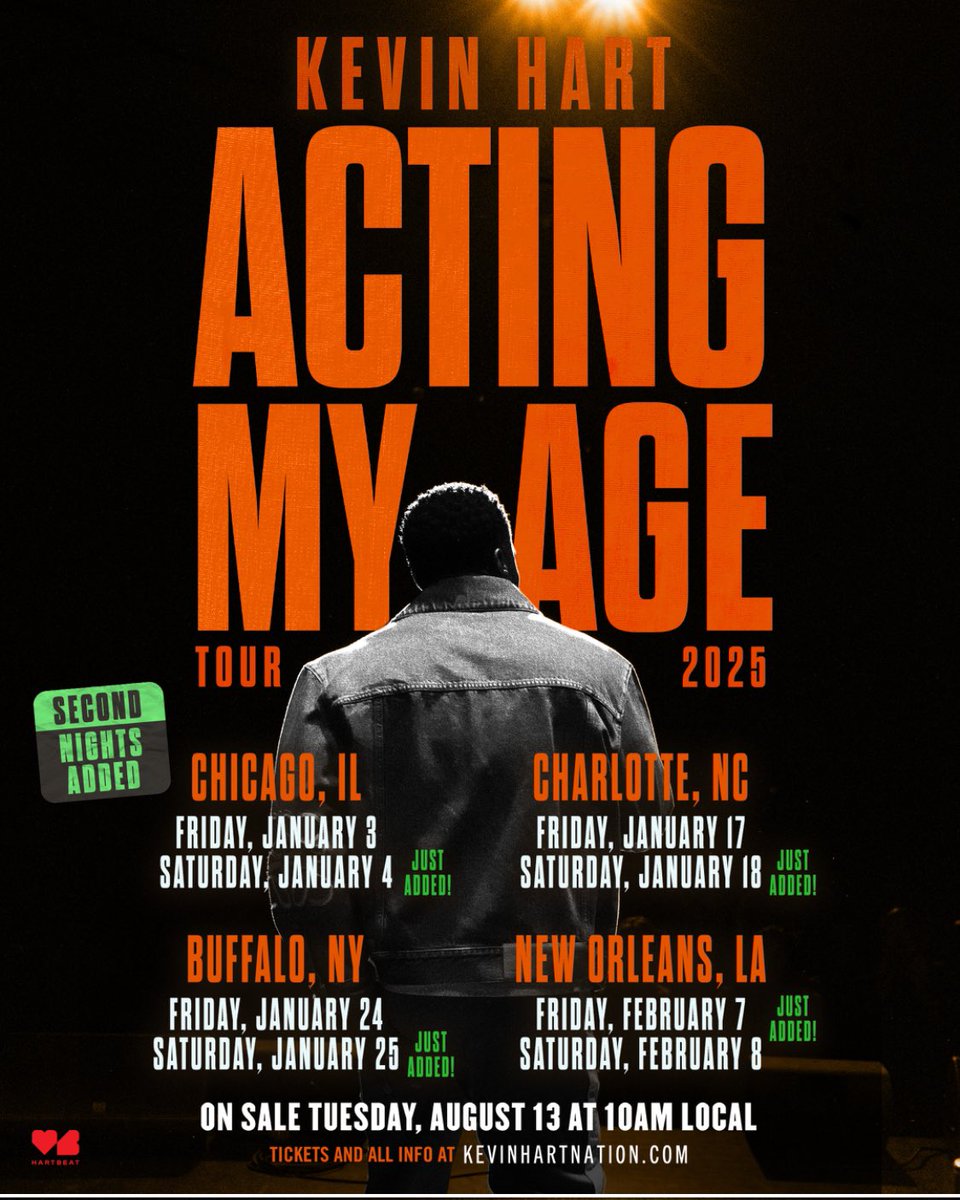 KEVIN HART
ACTING
MY AGE
TOUR 2025
SECOND
NIGHTS
ADDED
CHICAGO, IL
FRIDAY, JANUARY 3
SATURDAY, JANUARY 4 JUST ADDED!
CHARLOTTE, NC
FRIDAY, JANUARY 17
SATURDAY, JANUARY 18 JUST ADDED!
BUFFALO, NY
FRIDAY, JANUARY 24
SATURDAY, JANUARY 25 JUST ADDED!
NEW ORLEANS, LA
FRIDAY, FEBRUARY 7 JUST ADDED!
SATURDAY, FEBRUARY 8
ON SALE TUESDAY, AUGUST 13 AT 10AM LOCAL
TICKETS AND ALL INFO AT KEVINHARTNATION.COM
HARTBEAT